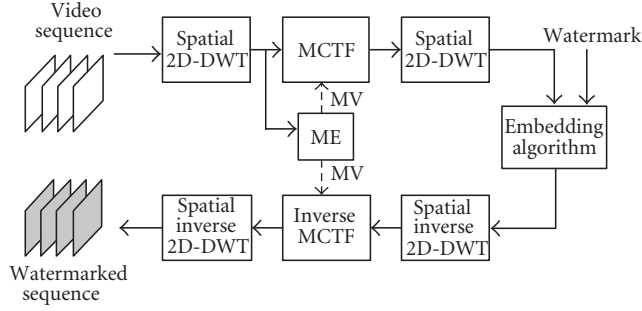 Video
sequence
Spatial
2D-DWT
MCTF
Spatial
2D-DWT
Watermark
MV
ME
Embedding
algorithm
MV
Spatial
inverse
2D-DWT
Inverse
MCTF
Spatial
inverse
2D-DWT
Watermarked
sequence